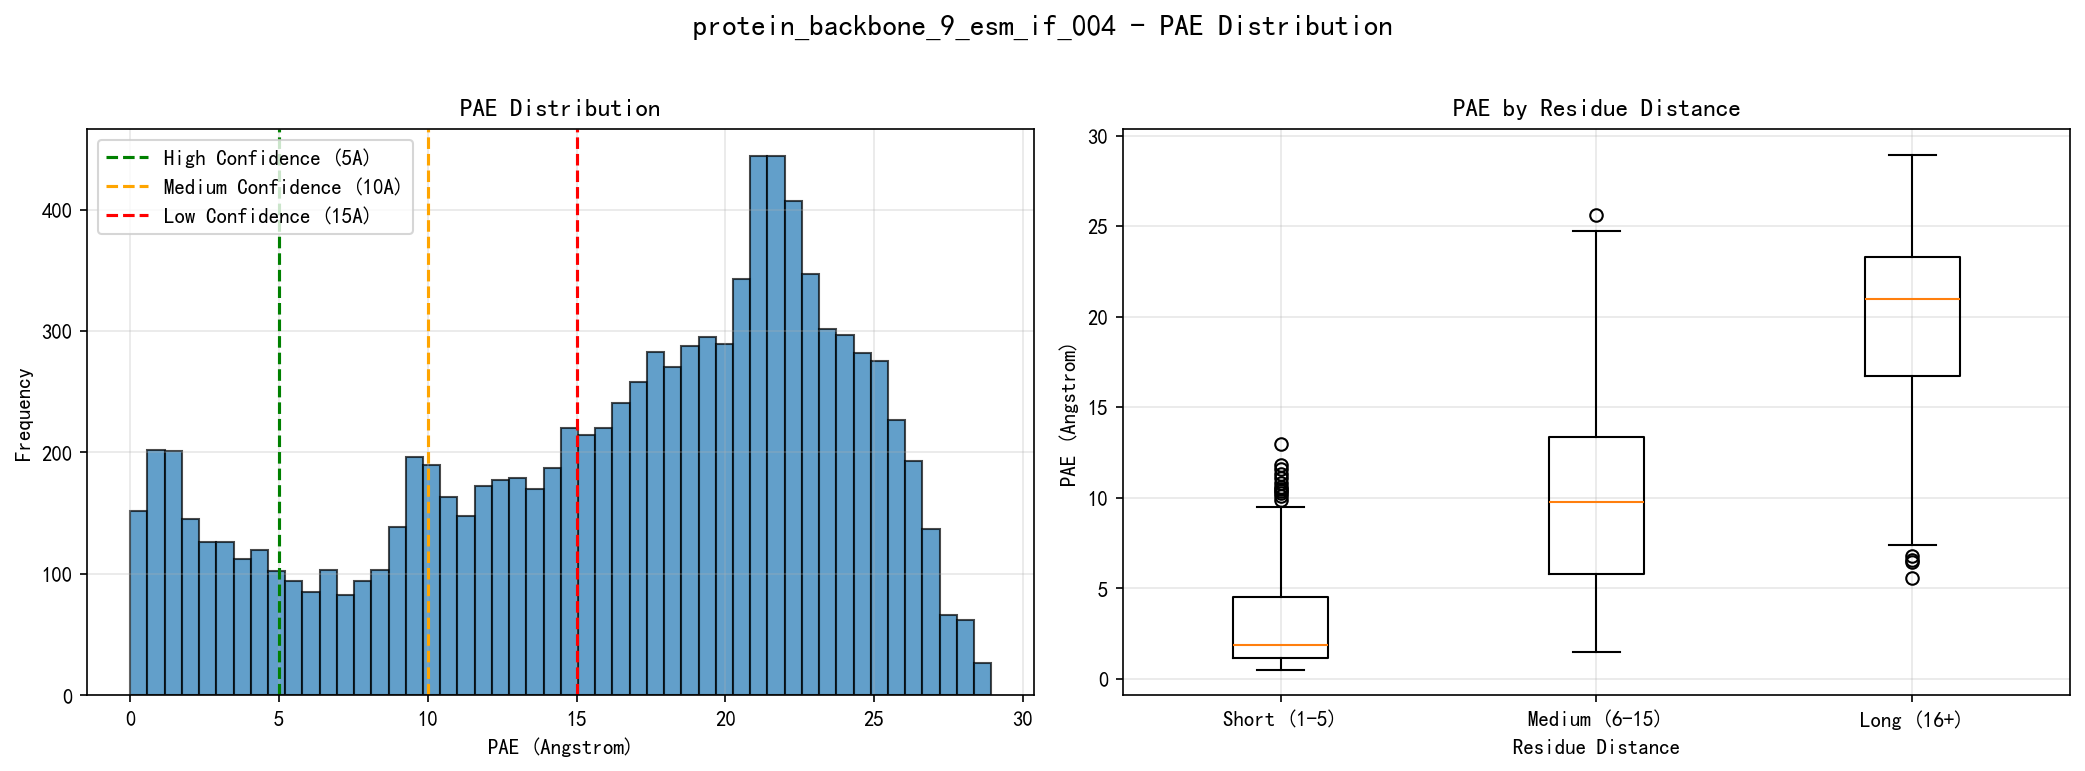 protein_backbone_9_esm_if_004 - PAE Distribution
PAE Distribution
High Confidence (5A)
Medium Confidence (10A)
Low Confidence (15A)
Frequency
0
100
200
300
400
0
5
10
15
20
25
30
PAE (Angstrom)
PAE by Residue Distance
PAE (Angstrom)
30
25
20
15
10
5
0
Short (1-5)
Medium (6-15)
Long (16+)
Residue Distance